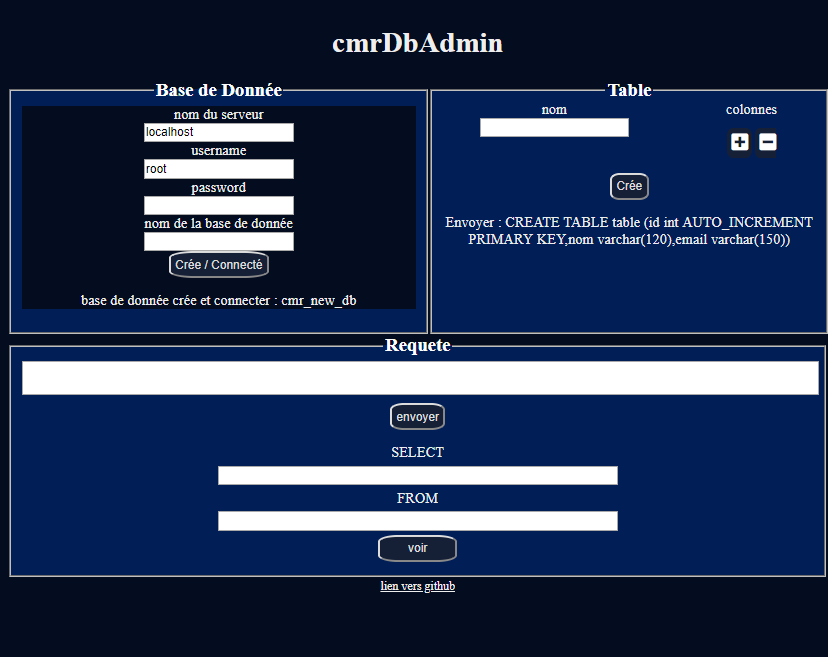 cmrDbAdmin
Base de Donnée
nom du serveur
localhost
username
root
password
nom de la base de donnée
Crée / Connecté
base de donnée crée et connecter : cmr_new_db
Table
nom
colonnes
+ −
Crée
Envoyer : CREATE TABLE table (id int AUTO_INCREMENT
PRIMARY KEY,nom varchar(120),email varchar(150))
Requete
envoyer
SELECT
FROM
voir
lien vers github